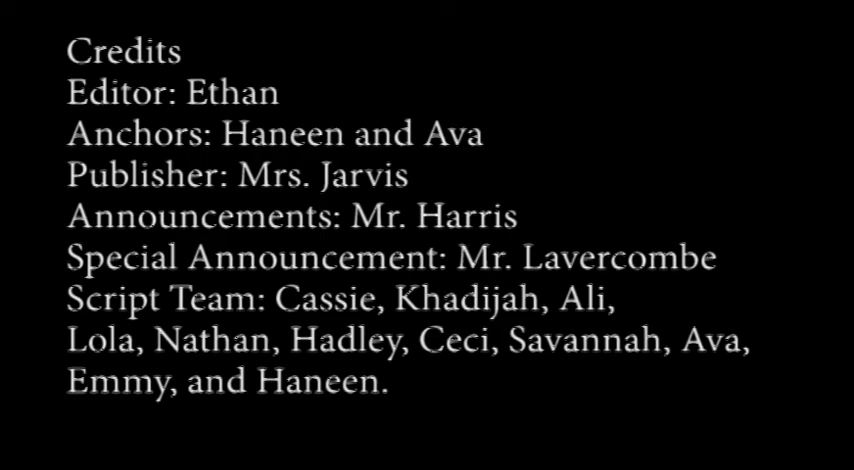 Credits
Editor: Ethan
Anchors: Haneen and Ava
Publisher: Mrs. Jarvis
Announcements: Mr. Harris
Special Announcement: Mr. Lavercombe
Script Team: Cassie, Khadijah, Ali,
Lola, Nathan, Hadley, Ceci, Savannah, Ava,
Emmy, and Haneen.